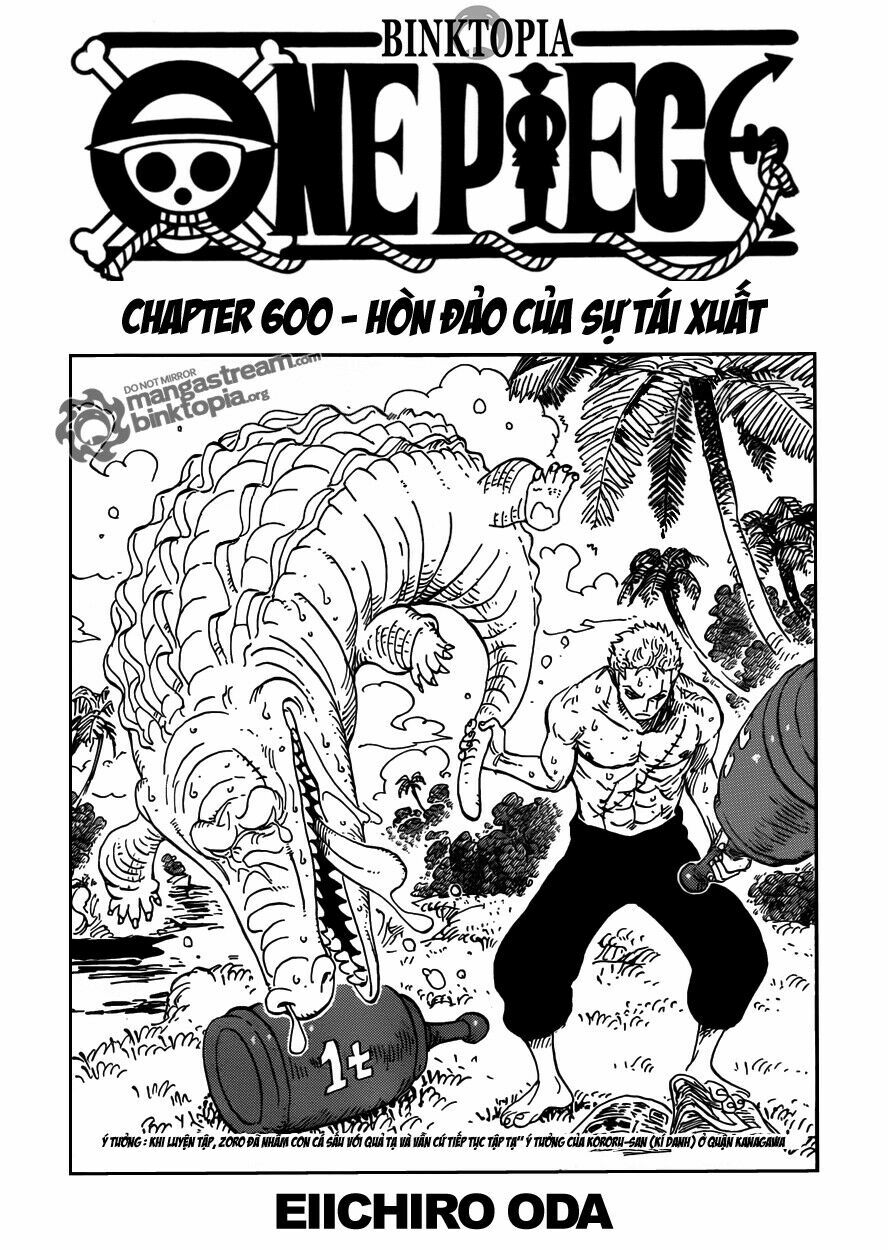 BINKTOPIA
ONE PIECE
CHAPTER 600 - HÒN ĐẢO CỦA SỰ TÁI XUẤT
DO NOT MIRROR
mangastream.com
binktopia.org
1t
Ý TƯỞNG : KHI LUYỆN TẬP, ZORO ĐÃ NHẦM CON CÁ SẤU VỚI QUẢ TẠ VÀ VẪN CỨ TIẾP TỤC TẬP TẠ" Ý TƯỞNG CỦA KORORU-SAN (KÍ DANH) Ở QUẬN KANAGAWA
EIICHIRO ODA